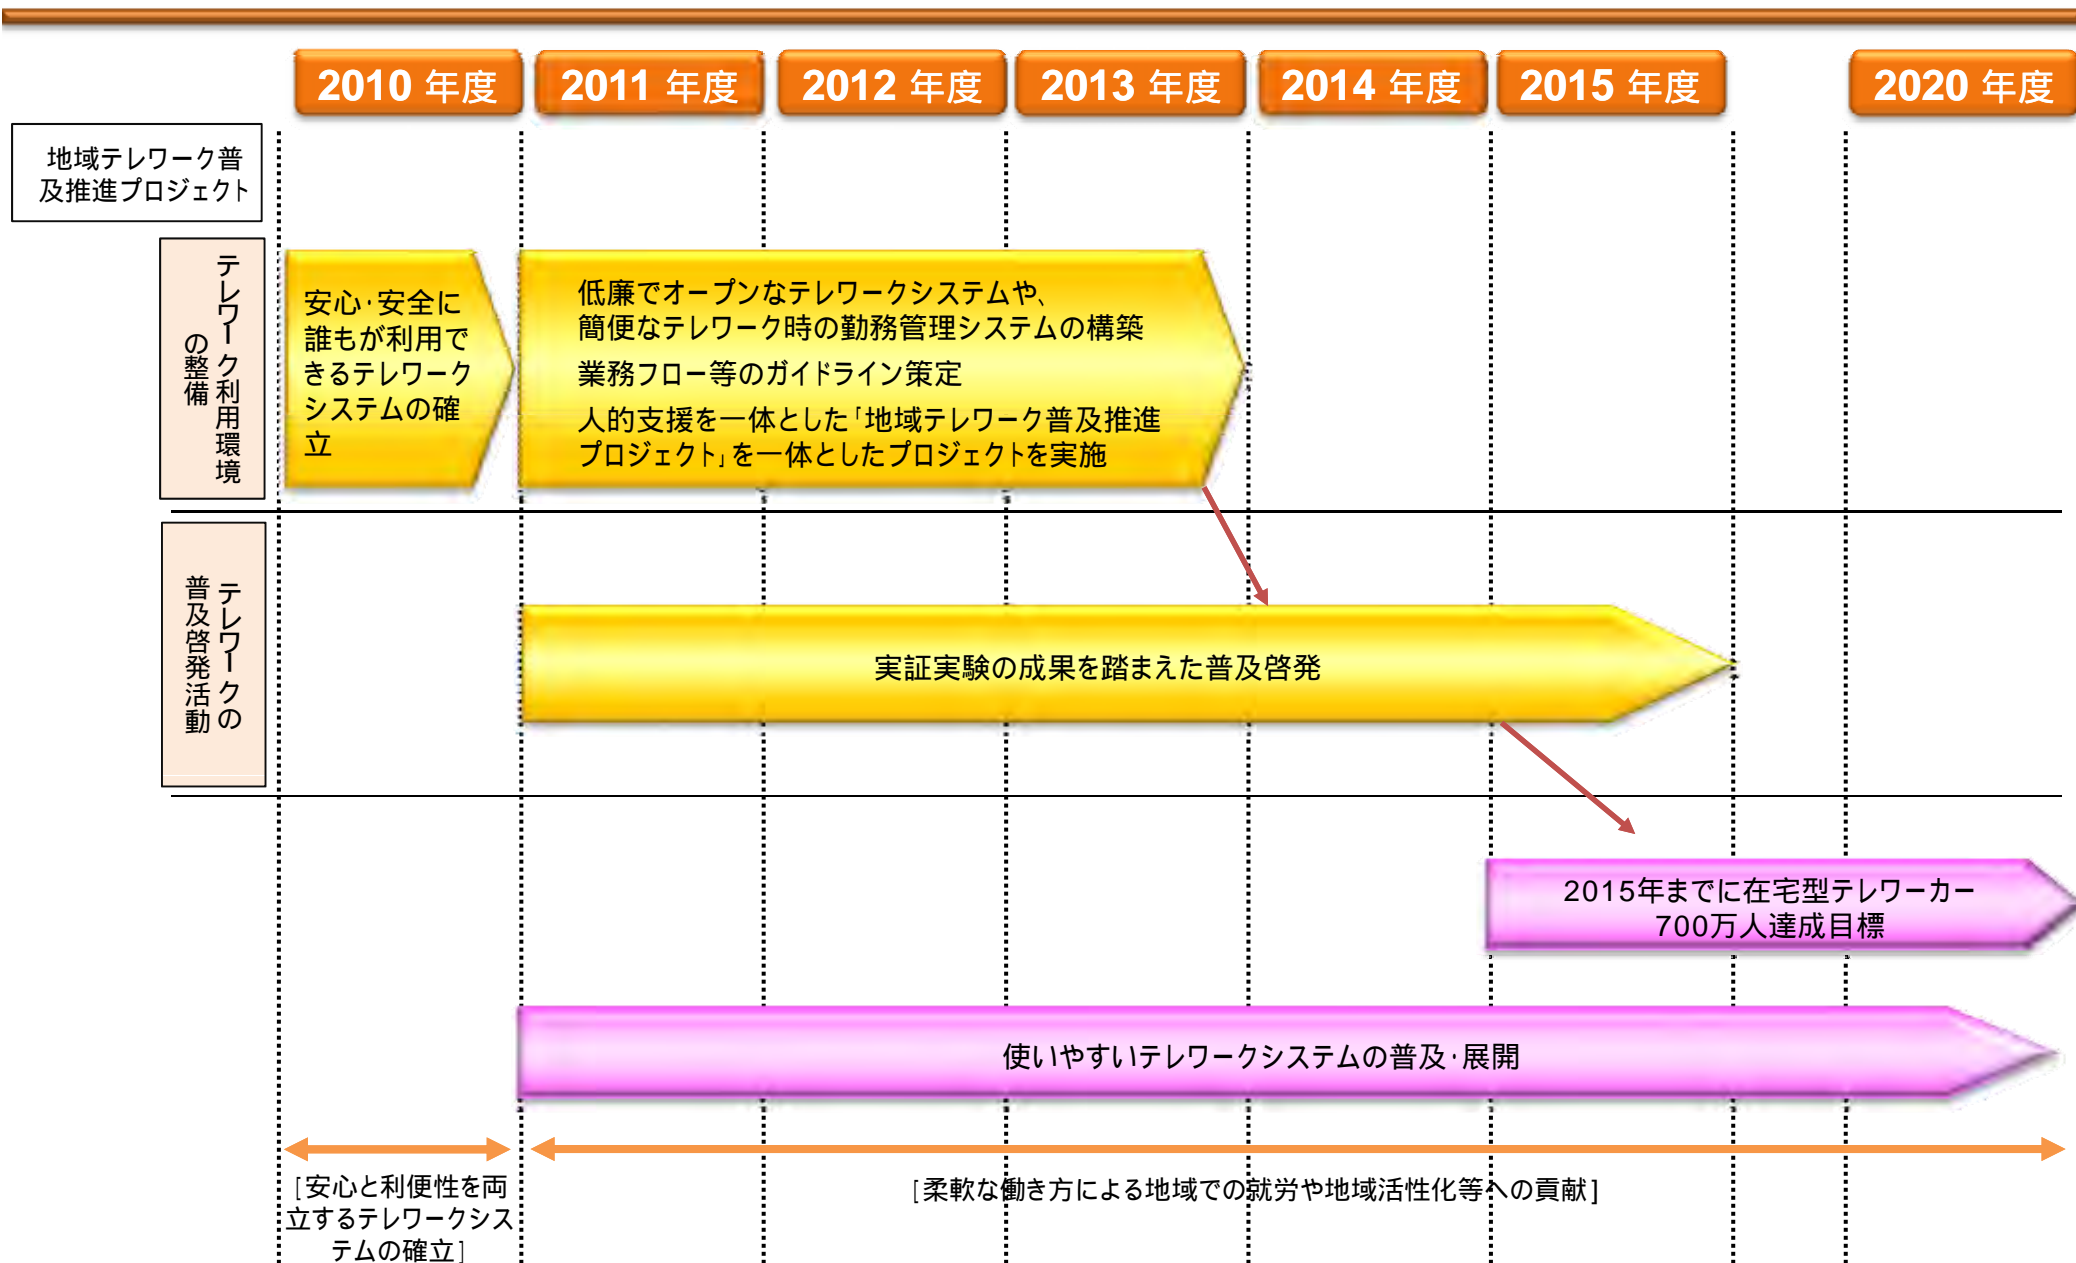 2010 年度
2011 年度
2012 年度
2013 年度
2014 年度
2015 年度
2020 年度
地域テレワーク普
及推進プロジェクト
テレワーク利用環境
の整備
安心・安全に
誰もが利用で
きるテレワーク
システムの確
立
低廉でオープンなテレワークシステムや、
簡便なテレワーク時の勤務管理システムの構築
業務フロー等のガイドライン策定
人的支援を一体とした「地域テレワーク普及推進
プロジェクト」を一体としたプロジェクトを実施
テレワークの
普及啓発活動
実証実験の成果を踏まえた普及啓発
2015年までに在宅型テレワーカー
700万人達成目標
使いやすいテレワークシステムの普及・展開
[安心と利便性を両
立するテレワークシス
テムの確立]
[柔軟な働き方による地域での就労や地域活性化等への貢献]